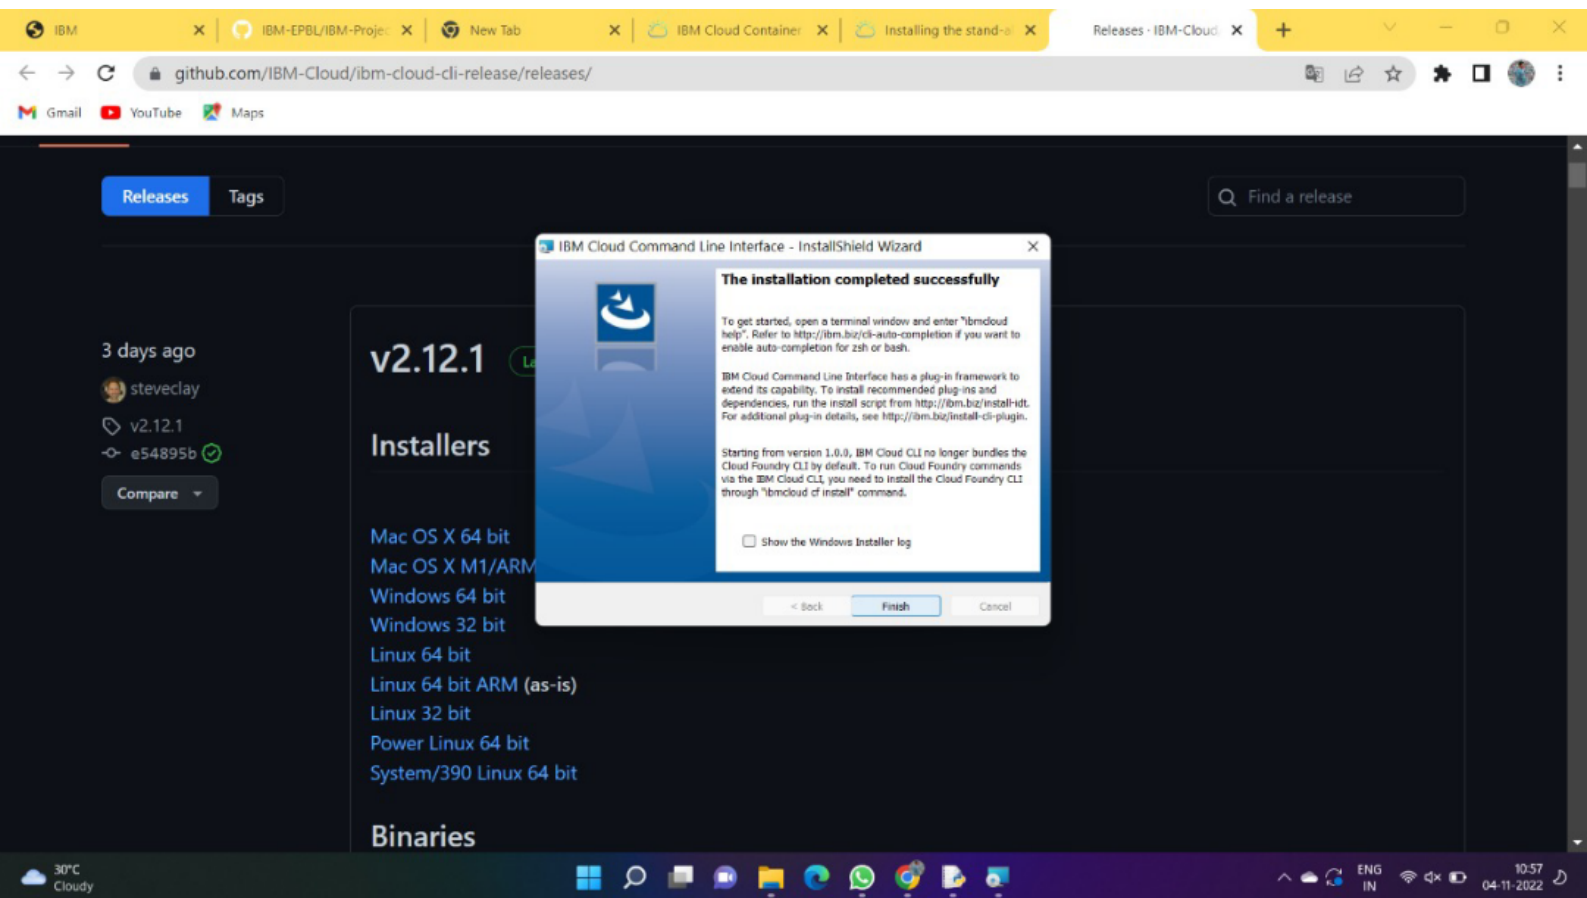 IBM
IBM-EPBL/IBM-Projec
New Tab
IBM Cloud Container
Installing the stand-al
Releases · IBM-Cloud
github.com/IBM-Cloud/ibm-cloud-cli-release/releases/
Gmail
YouTube
Maps
Releases
Tags
Find a release
3 days ago
steveclay
v2.12.1
e54895b
Compare
v2.12.1
La
Installers
Mac OS X 64 bit
Mac OS X M1/ARM
Windows 64 bit
Windows 32 bit
Linux 64 bit
Linux 64 bit ARM (as-is)
Linux 32 bit
Power Linux 64 bit
System/390 Linux 64 bit
Binaries
IBM Cloud Command Line Interface - InstallShield Wizard
The installation completed successfully
To get started, open a terminal window and enter "ibmcloud
help". Refer to http://ibm.biz/cli-auto-completion if you want to
enable auto-completion for zsh or bash.
IBM Cloud Command Line Interface has a plug-in framework to
extend its capability. To install recommended plug-ins and
dependencies, run the install script from http://ibm.biz/install-idt.
For additional plug-in details, see http://ibm.biz/install-cli-plugin.
Starting from version 1.0.0, IBM Cloud CLI no longer bundles the
Cloud Foundry CLI by default. To run Cloud Foundry commands
via the IBM Cloud CLI, you need to install the Cloud Foundry CLI
through "ibmcloud cf install" command.
Show the Windows Installer log
< Back
Finish
Cancel
30°C
Cloudy
ENG
IN
10:57
04-11-2022